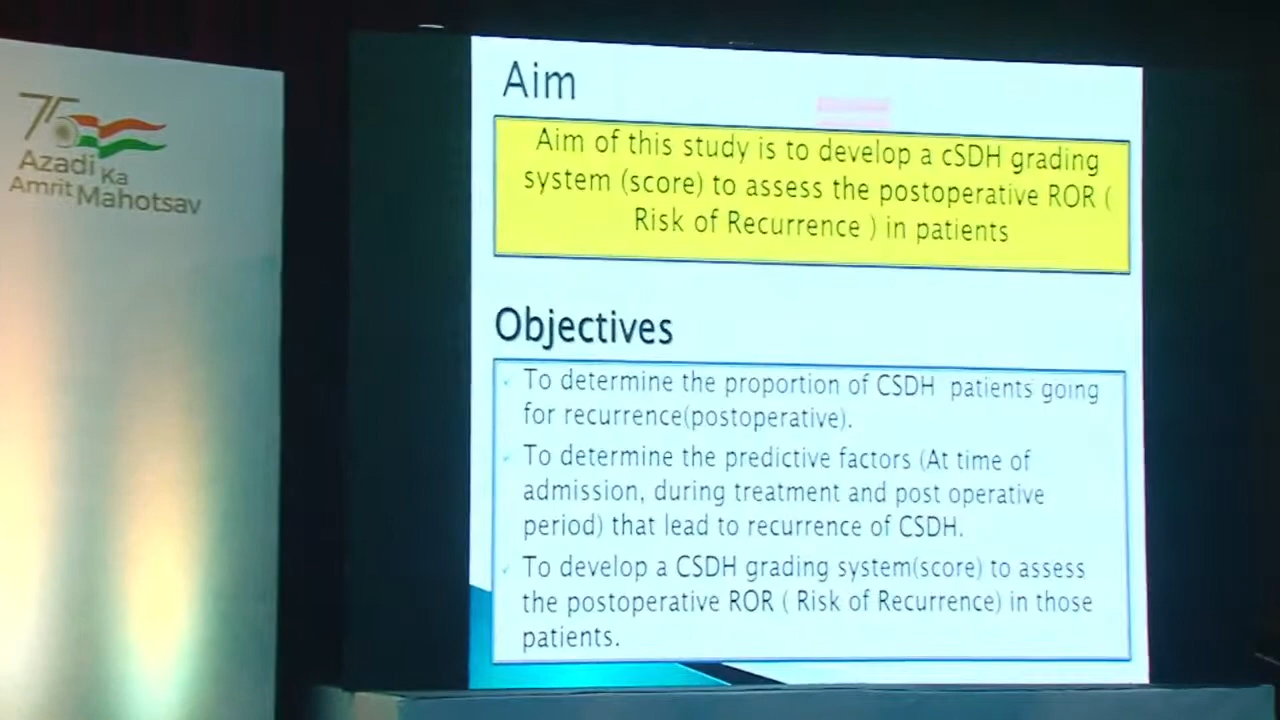 75
Azadi Ka
Amrit Mahotsav
Aim
Aim of this study is to develop a cSDH grading
system (score) to assess the postoperative ROR (
Risk of Recurrence ) in patients
Objectives
To determine the proportion of CSDH patients going
for recurrence(postoperative).
To determine the predictive factors (At time of
admission, during treatment and post operative
period) that lead to recurrence of CSDH.
To develop a CSDH grading system(score) to assess
the postoperative ROR ( Risk of Recurrence) in those
patients.